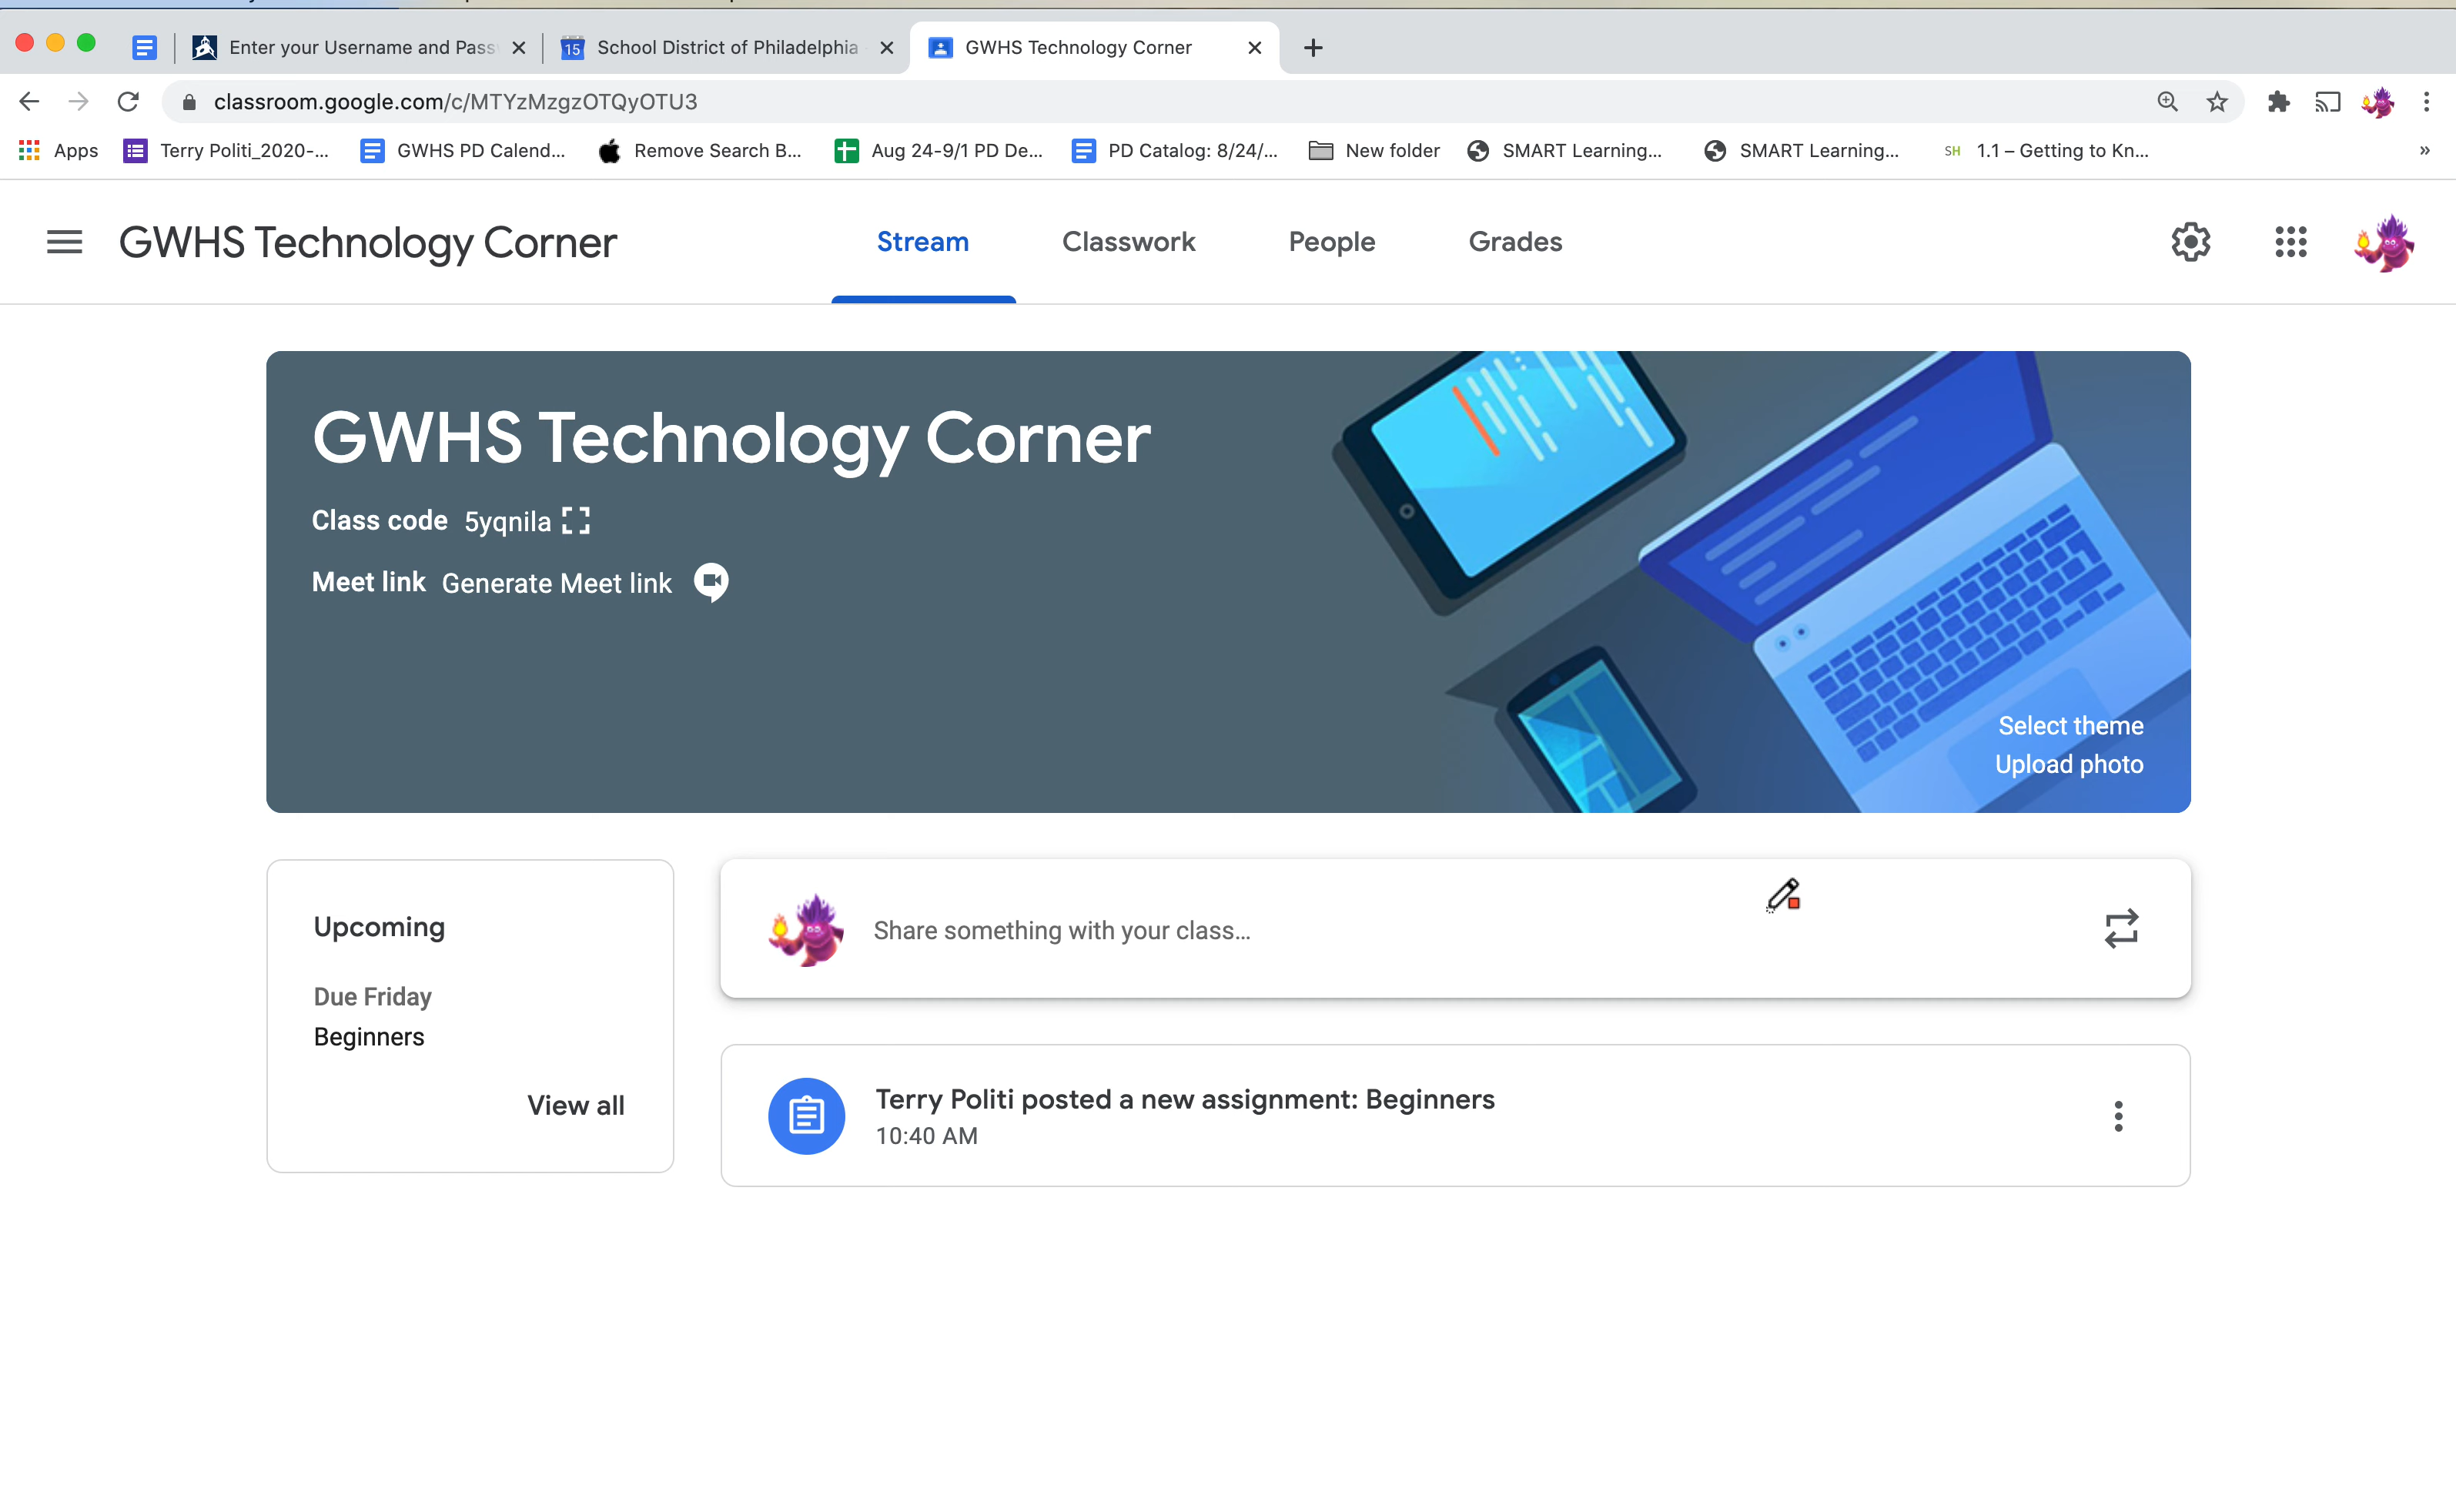 Enter your Username and Pass
School District of Philadelphia
GWHS Technology Corner
classroom.google.com/c/MTYzMzgzOTQyOTU3
Apps
Terry Politi_2020-...
GWHS PD Calend...
Remove Search B...
Aug 24-9/1 PD De...
PD Catalog: 8/24/...
New folder
SMART Learning...
SMART Learning...
SH 1.1 – Getting to Kn...
GWHS Technology Corner
Stream
Classwork
People
Grades
GWHS Technology Corner
Class code 5yqnila
Meet link Generate Meet link
Select theme
Upload photo
Upcoming
Due Friday
Beginners
View all
Share something with your class...
Terry Politi posted a new assignment: Beginners
10:40 AM